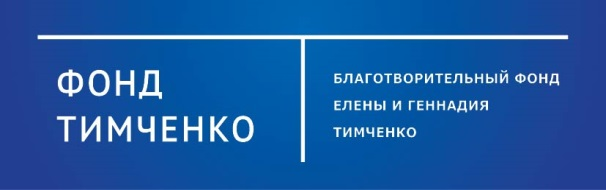 ФОНД
ТИМЧЕНКО
БЛАГОТВОРИТЕЛЬНЫЙ ФОНД
ЕЛЕНЫ И ГЕННАДИЯ
ТИМЧЕНКО